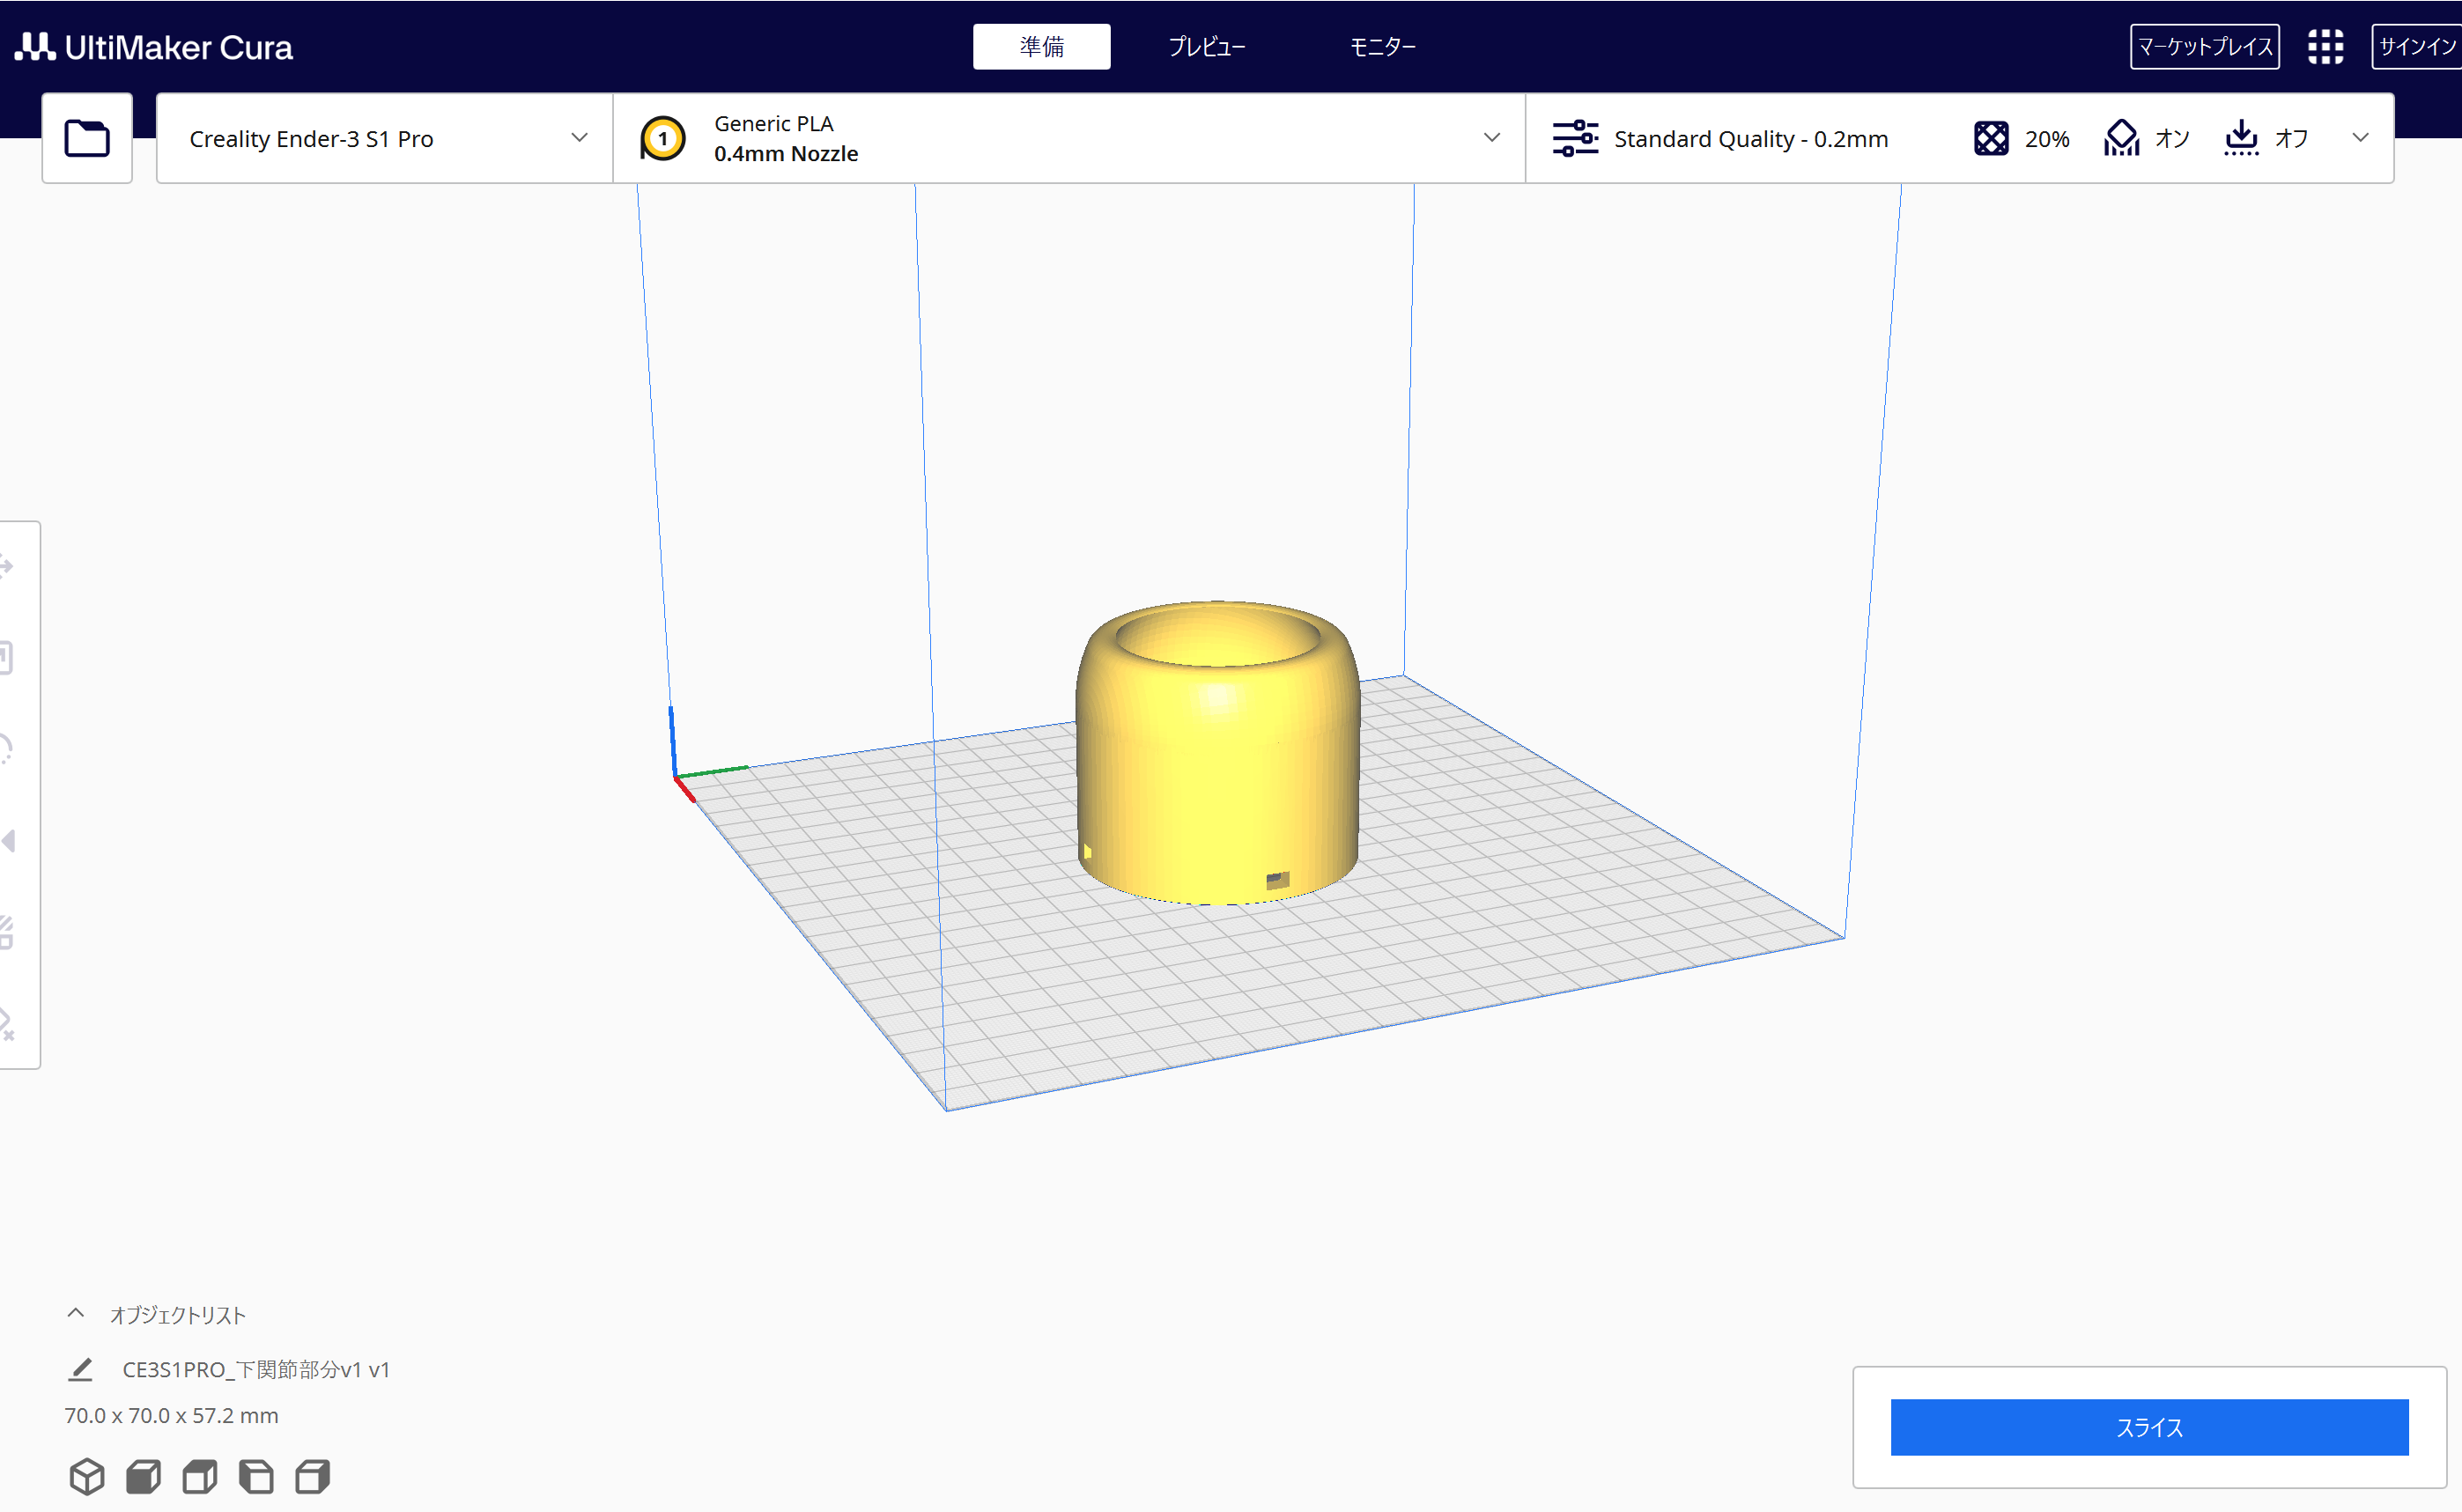 UltiMaker Cura
準備
プレビュー
モニター
マーケットプレイス
サインイン
Creality Ender-3 S1 Pro
1
Generic PLA
0.4mm Nozzle
Standard Quality - 0.2mm
20%
オン
オフ
オブジェクトリスト
CE3S1PRO_下関節部分v1 v1
70.0 x 70.0 x 57.2 mm
スライス